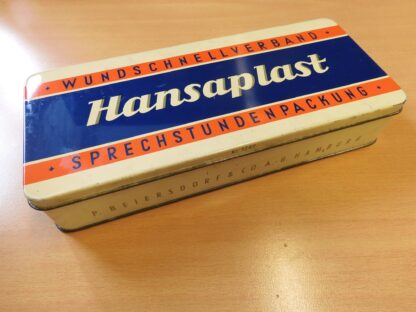 • WUNDSCHNELLVERBAND •
Hansaplast
• SPRECHSTUNDENPACKUNG •
P. BEIERSDORF & CO. A.-G. HAMBURG